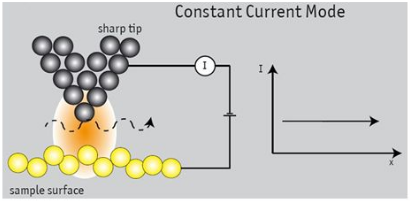 Constant Current Mode
sharp tip
I
I
x
sample surface